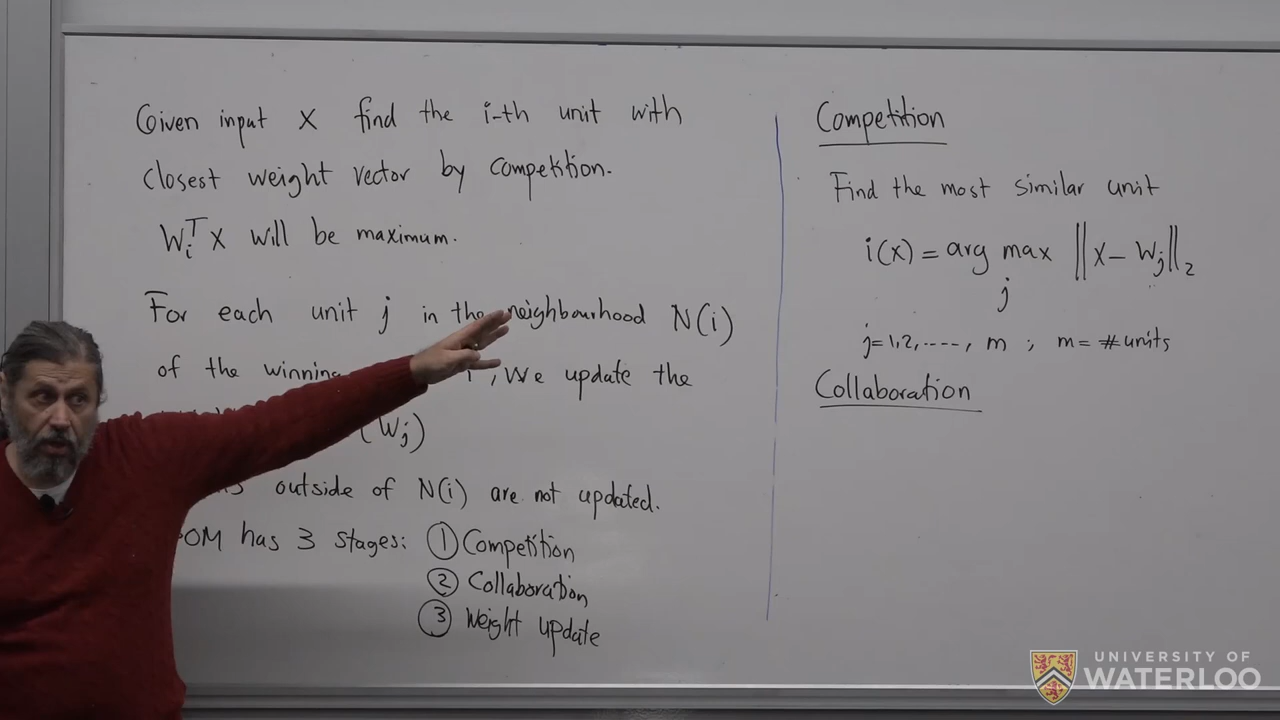 Given input X find the i-th unit with
closest weight vector by competition.
W_i^T X will be maximum.
For each unit j in the neighbourhood N(i)
of the winning i, we update the
(W_j)
outside of N(i) are not updated.
OM has 3 stages: ① Competition
② Collaboration
③ Weight update
Competition
Find the most similar unit
i(x) = arg max_j ||X - W_j||_2
j=1,2,----, m ; m= #units
Collaboration
UNIVERSITY OF
WATERLOO